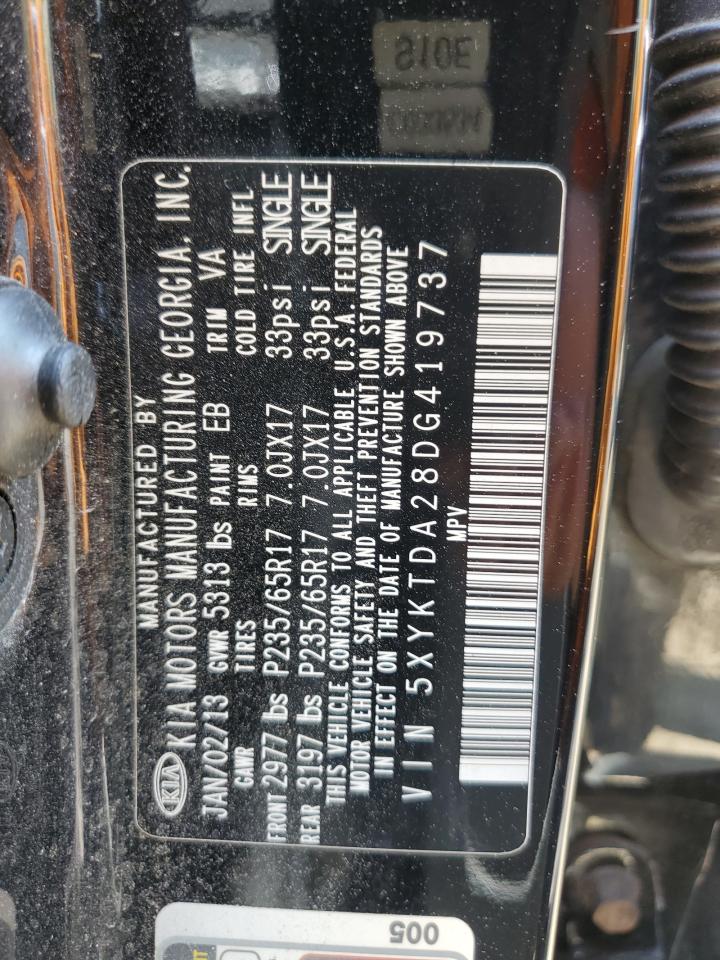 MANUFACTURED BY
KIA KIA MOTORS MANUFACTURING GEORGIA, INC.
JAN/02/13 GVWR 5313 lbs PAINT EB TRIM VA
GAWR TIRES RIMS COLD TIRE INFL
FRONT 2977 lbs P235/65R17 7.0JX17 33psi SINGLE
REAR 3197 lbs P235/65R17 7.0JX17 33psi SINGLE
THIS VEHICLE CONFORMS TO ALL APPLICABLE U.S.A. FEDERAL
MOTOR VEHICLE SAFETY AND THEFT PREVENTION STANDARDS
IN EFFECT ON THE DATE OF MANUFACTURE SHOWN ABOVE
VIN 5XYKTDA28DG419737
MPV
005